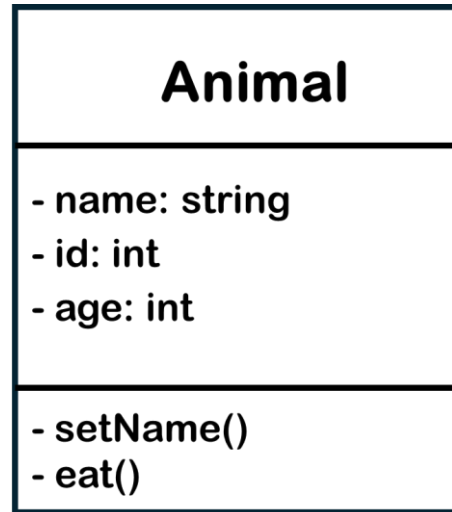 Animal
- name: string
- id: int
- age: int
- setName()
- eat()